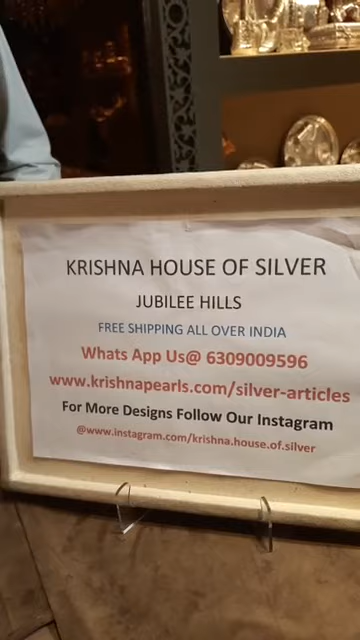 KRISHNA HOUSE OF SILVER
JUBILEE HILLS
FREE SHIPPING ALL OVER INDIA
Whats App Us@ 6309009596
www.krishnapearls.com/silver-articles
For More Designs Follow Our Instagram
@www.instagram.com/krishna.house.of.silver